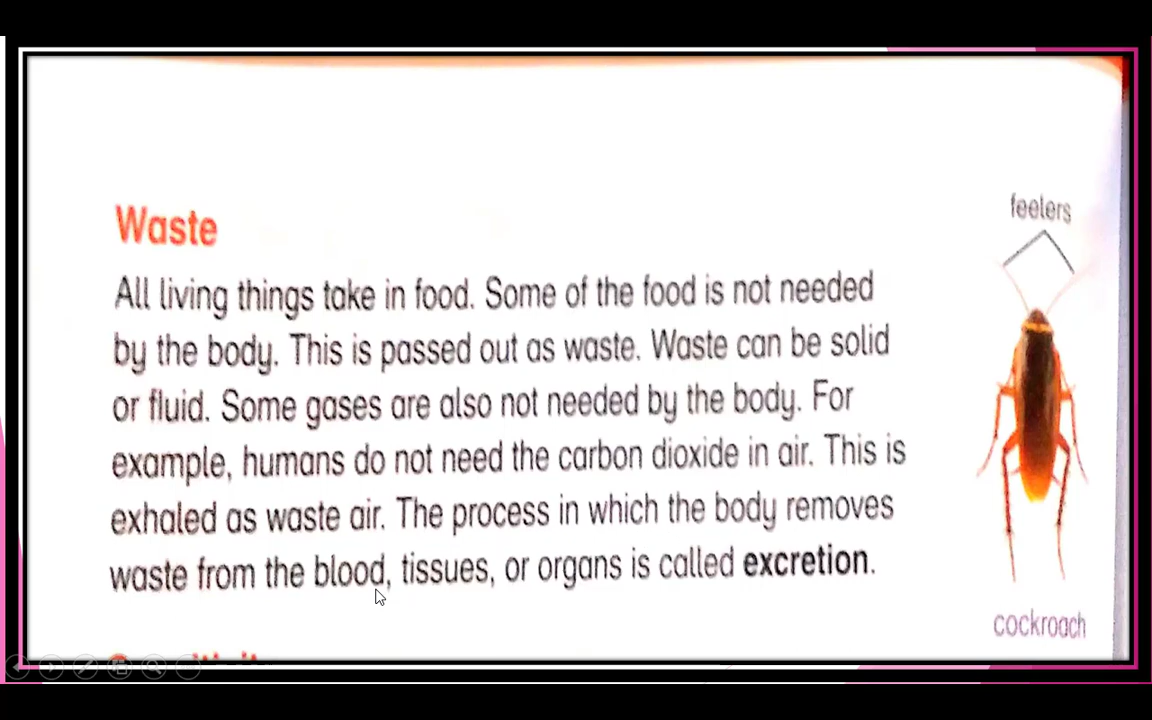 Waste
feelers
All living things take in food. Some of the food is not needed
by the body. This is passed out as waste. Waste can be solid
or fluid. Some gases are also not needed by the body. For
example, humans do not need the carbon dioxide in air. This is
exhaled as waste air. The process in which the body removes
waste from the blood, tissues, or organs is called excretion.
cockroach